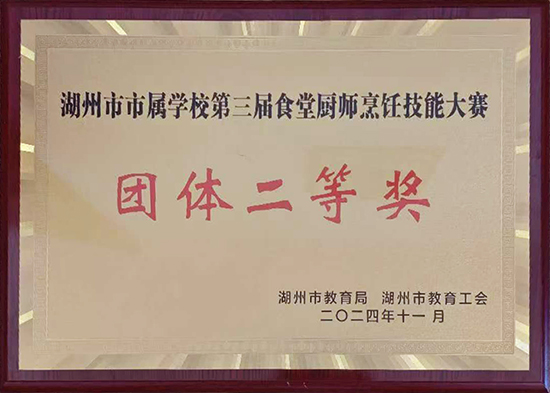 湖州市市属学校第三届食堂厨师烹饪技能大赛
团体二等奖
湖州市教育局 湖州市教育工会
二〇二四年十一月